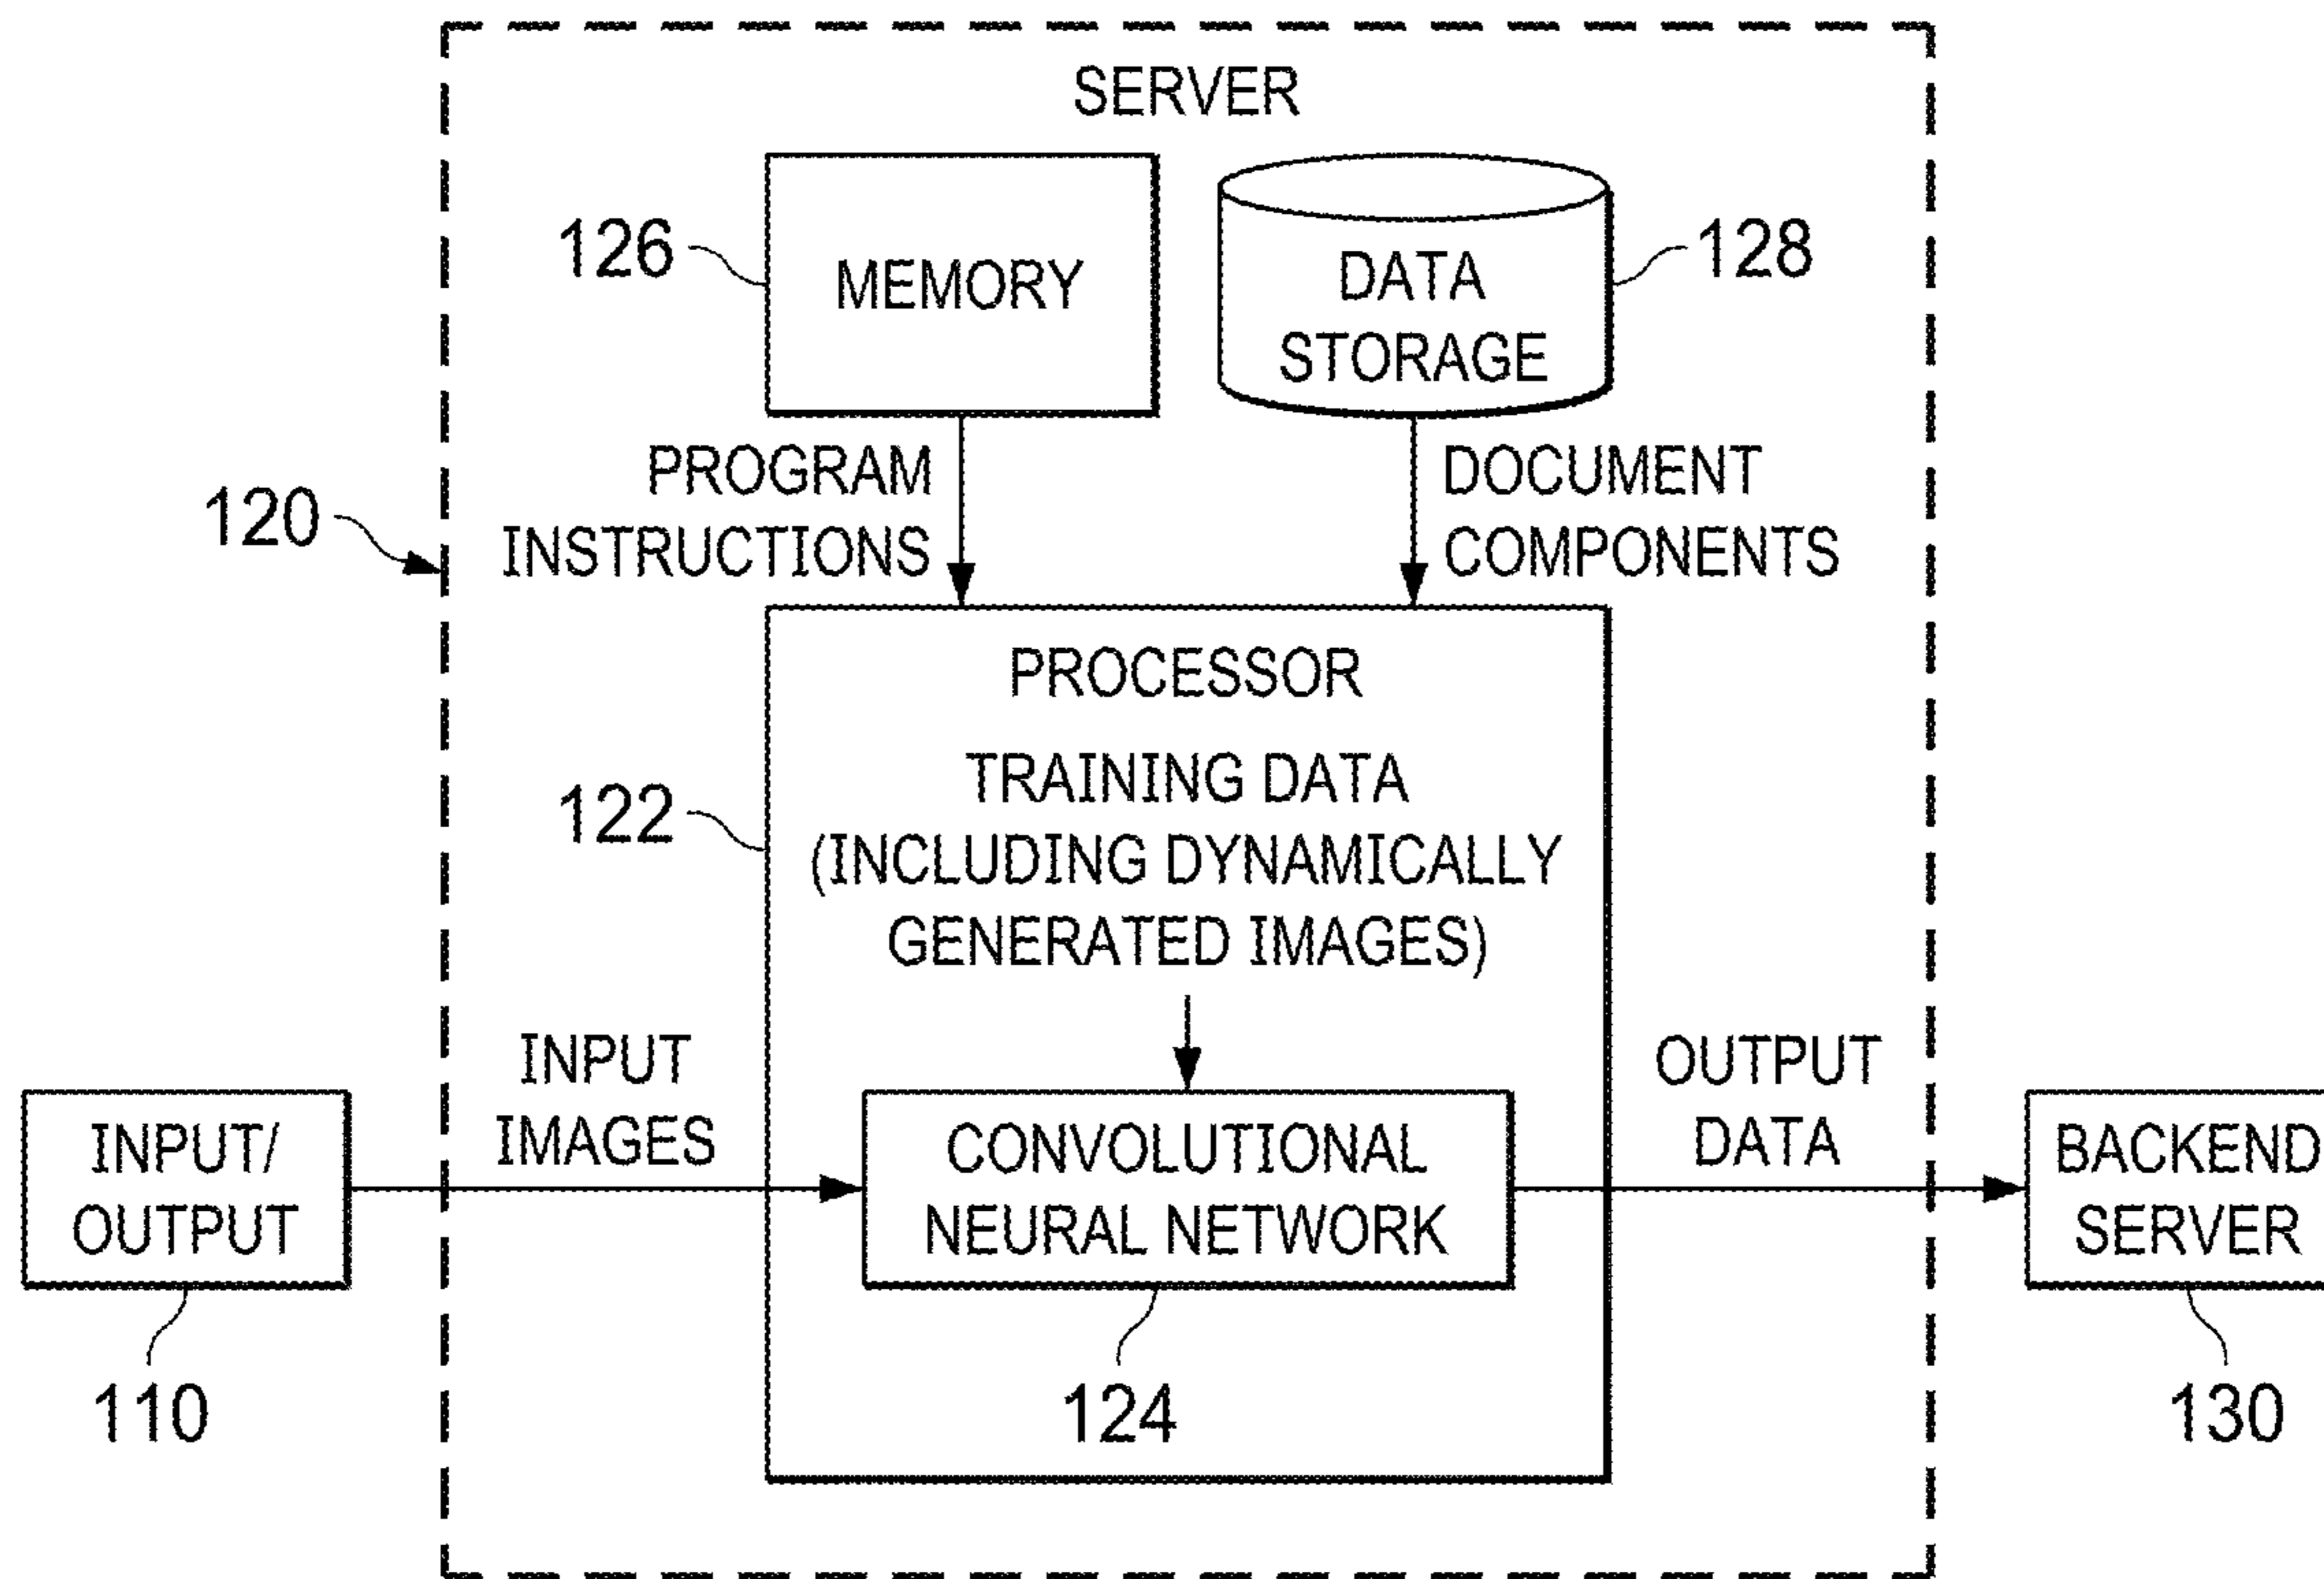 SERVER
126
MEMORY
DATA
STORAGE
128
PROGRAM
INSTRUCTIONS
DOCUMENT
COMPONENTS
120
PROCESSOR
122
TRAINING DATA
(INCLUDING DYNAMICALLY
GENERATED IMAGES)
INPUT
IMAGES
OUTPUT
DATA
INPUT/
OUTPUT
CONVOLUTIONAL
NEURAL NETWORK
BACKEND
SERVER
110
124
130